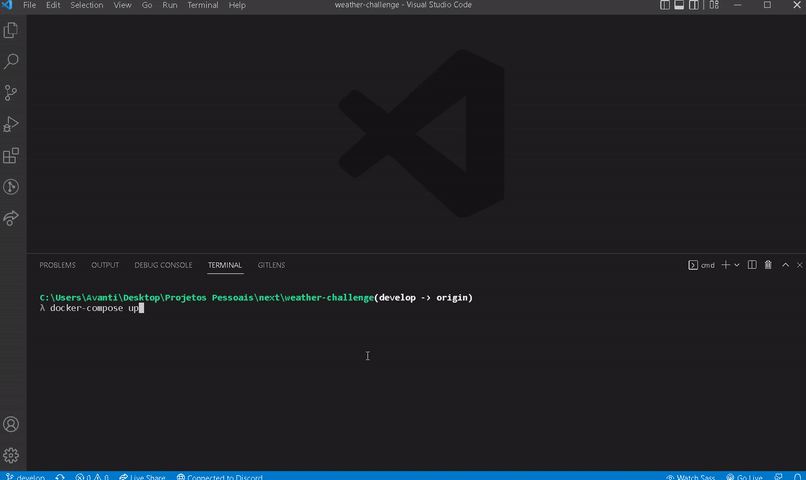 File Edit Selection View Go Run Terminal Help weather-challenge - Visual Studio Code
PROBLEMS OUTPUT DEBUG CONSOLE TERMINAL GITLENS cmd
C:\Users\Avanti\Desktop\Projetos Pessoais\next\weather-challenge(develop -> origin)
λ docker-compose up
develop 0 0 Live Share Connected to Discord Watch Sass Go Live